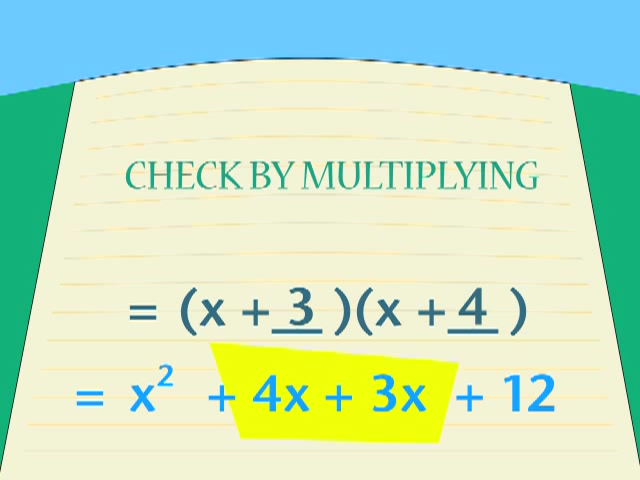 CHECK BY MULTIPLYING
= (x + 3 )(x + 4 )
= x² + 4x + 3x + 12